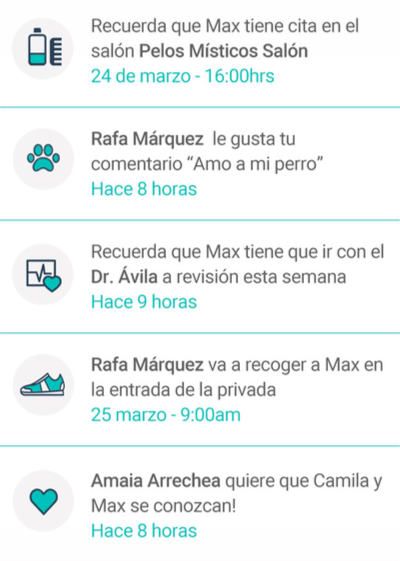 Recuerda que Max tiene cita en el
salón Pelos Místicos Salón
24 de marzo - 16:00hrs
Rafa Márquez le gusta tu
comentario “Amo a mi perro”
Hace 8 horas
Recuerda que Max tiene que ir con el
Dr. Ávila a revisión esta semana
Hace 9 horas
Rafa Márquez va a recoger a Max en
la entrada de la privada
25 marzo - 9:00am
Amaia Arrechea quiere que Camila y
Max se conozcan!
Hace 8 horas